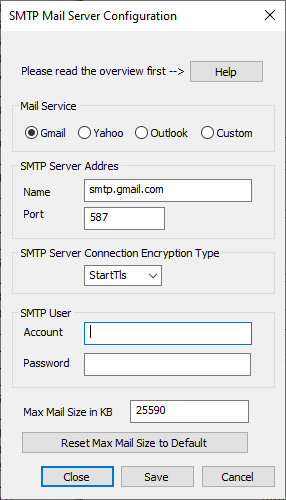 SMTP Mail Server Configuration
Please read the overview first --> Help
Mail Service
Gmail Yahoo Outlook Custom
SMTP Server Addres
Name smtp.gmail.com
Port 587
SMTP Server Connection Encryption Type
StartTls
SMTP User
Account
Password
Max Mail Size in KB 25590
Reset Max Mail Size to Default
Close Save Cancel